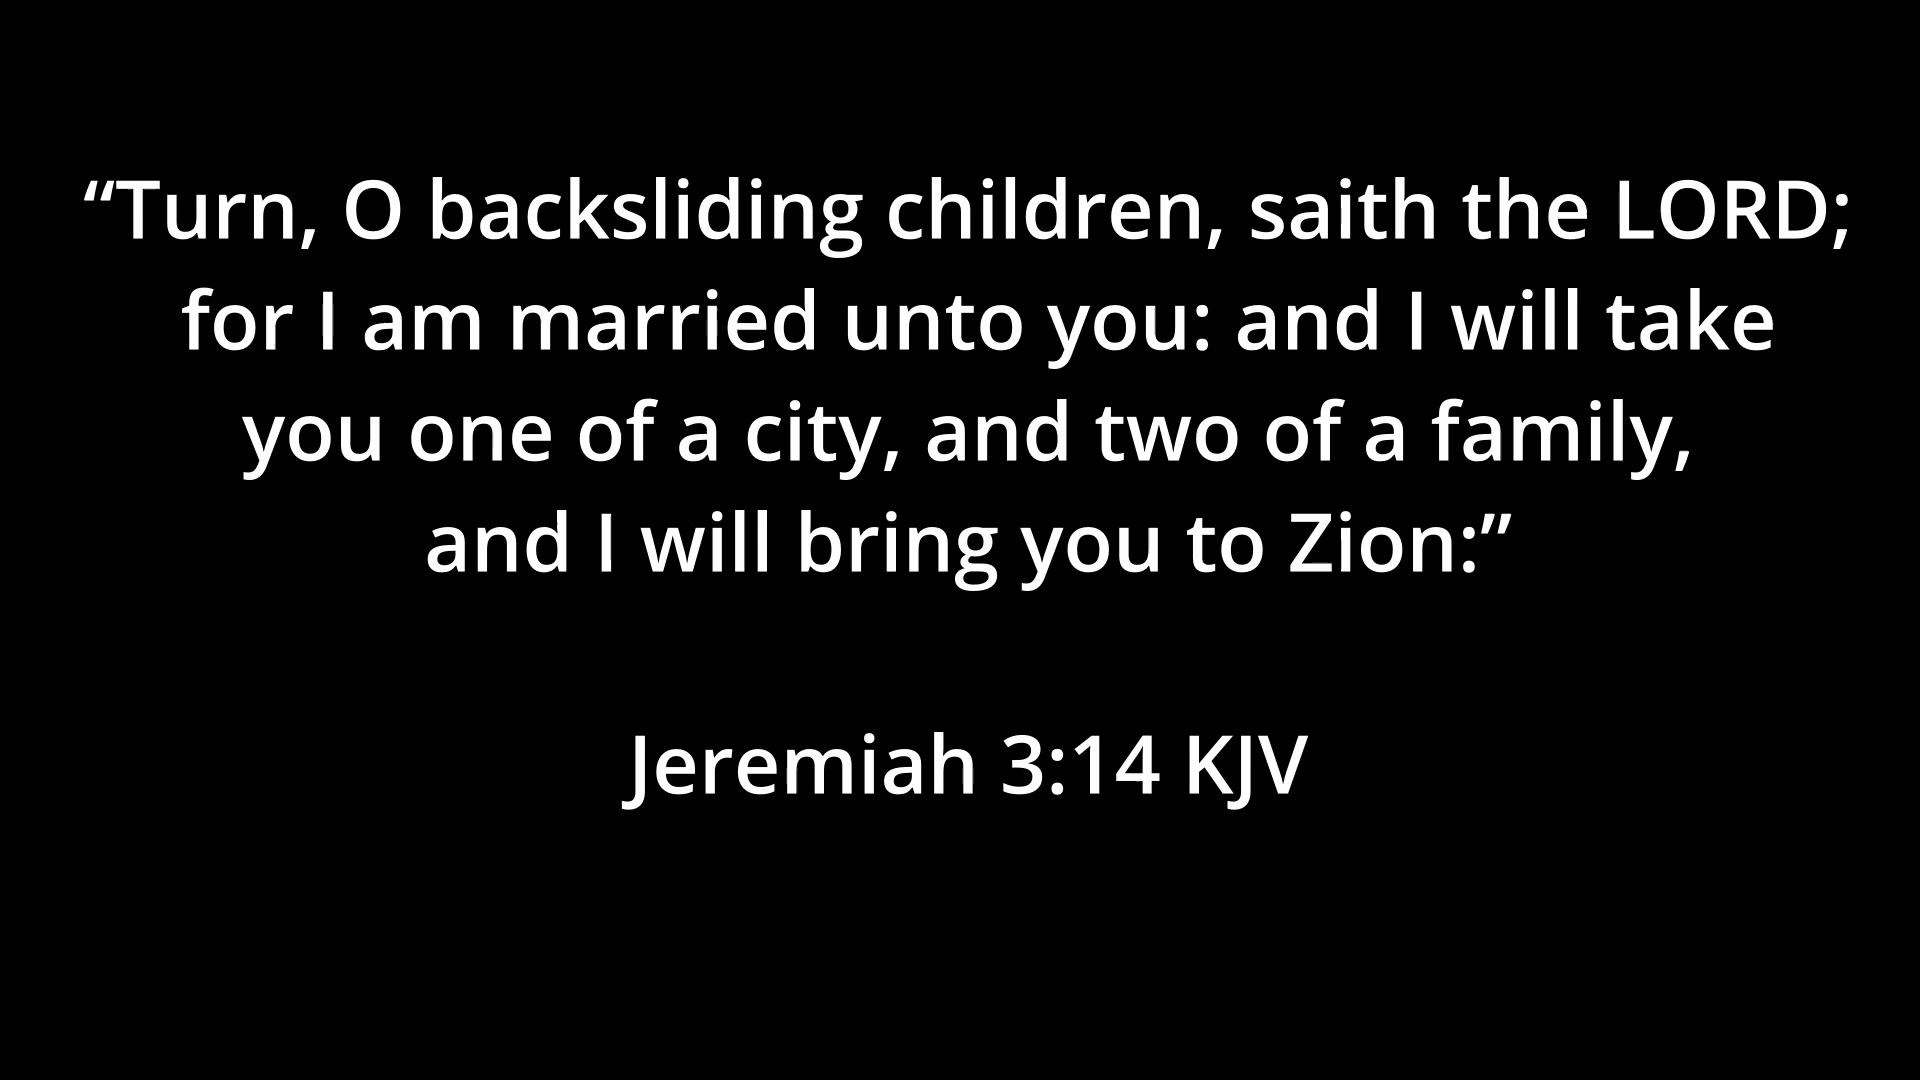 “Turn, O backsliding children, saith the LORD;
for I am married unto you: and I will take
you one of a city, and two of a family,
and I will bring you to Zion:”
Jeremiah 3:14 KJV